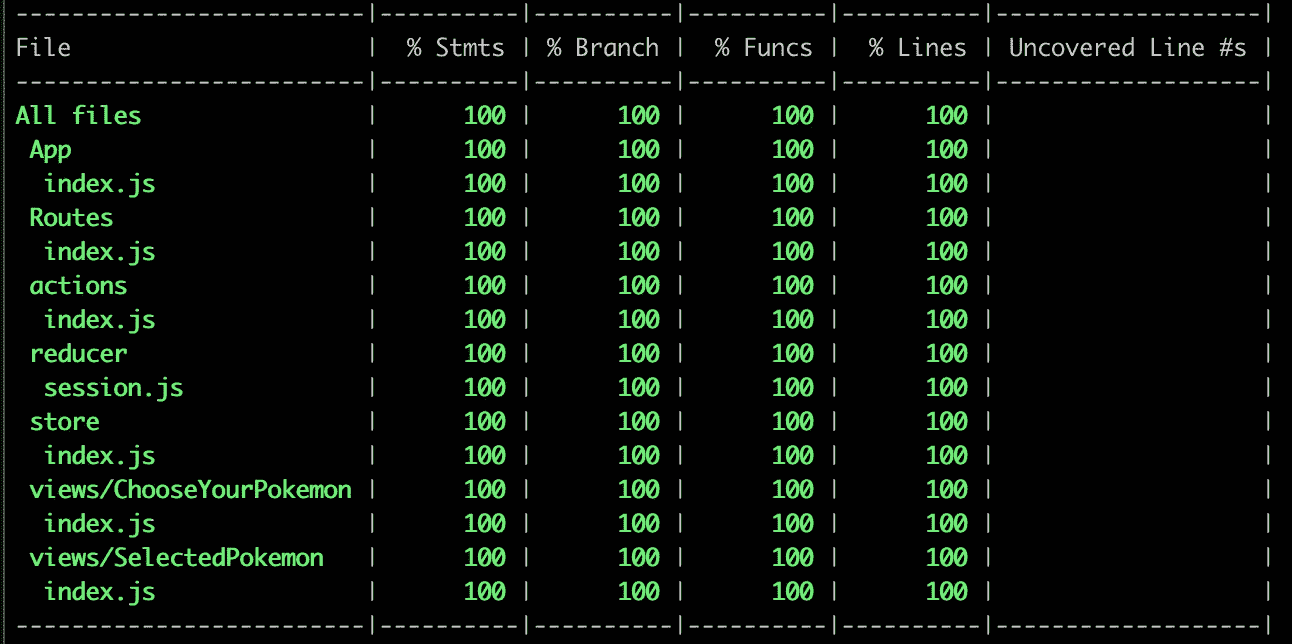 --------------------------|----------|----------|----------|----------|-------------------|
File                      |  % Stmts | % Branch |  % Funcs |  % Lines | Uncovered Line #s |
--------------------------|----------|----------|----------|----------|-------------------|
All files                 |      100 |      100 |      100 |      100 |                   |
 App                      |      100 |      100 |      100 |      100 |                   |
  index.js                |      100 |      100 |      100 |      100 |                   |
 Routes                   |      100 |      100 |      100 |      100 |                   |
  index.js                |      100 |      100 |      100 |      100 |                   |
 actions                  |      100 |      100 |      100 |      100 |                   |
  index.js                |      100 |      100 |      100 |      100 |                   |
 reducer                  |      100 |      100 |      100 |      100 |                   |
  session.js              |      100 |      100 |      100 |      100 |                   |
 store                    |      100 |      100 |      100 |      100 |                   |
  index.js                |      100 |      100 |      100 |      100 |                   |
 views/ChooseYourPokemon  |      100 |      100 |      100 |      100 |                   |
  index.js                |      100 |      100 |      100 |      100 |                   |
 views/SelectedPokemon    |      100 |      100 |      100 |      100 |                   |
  index.js                |      100 |      100 |      100 |      100 |                   |
--------------------------|----------|----------|----------|----------|-------------------|